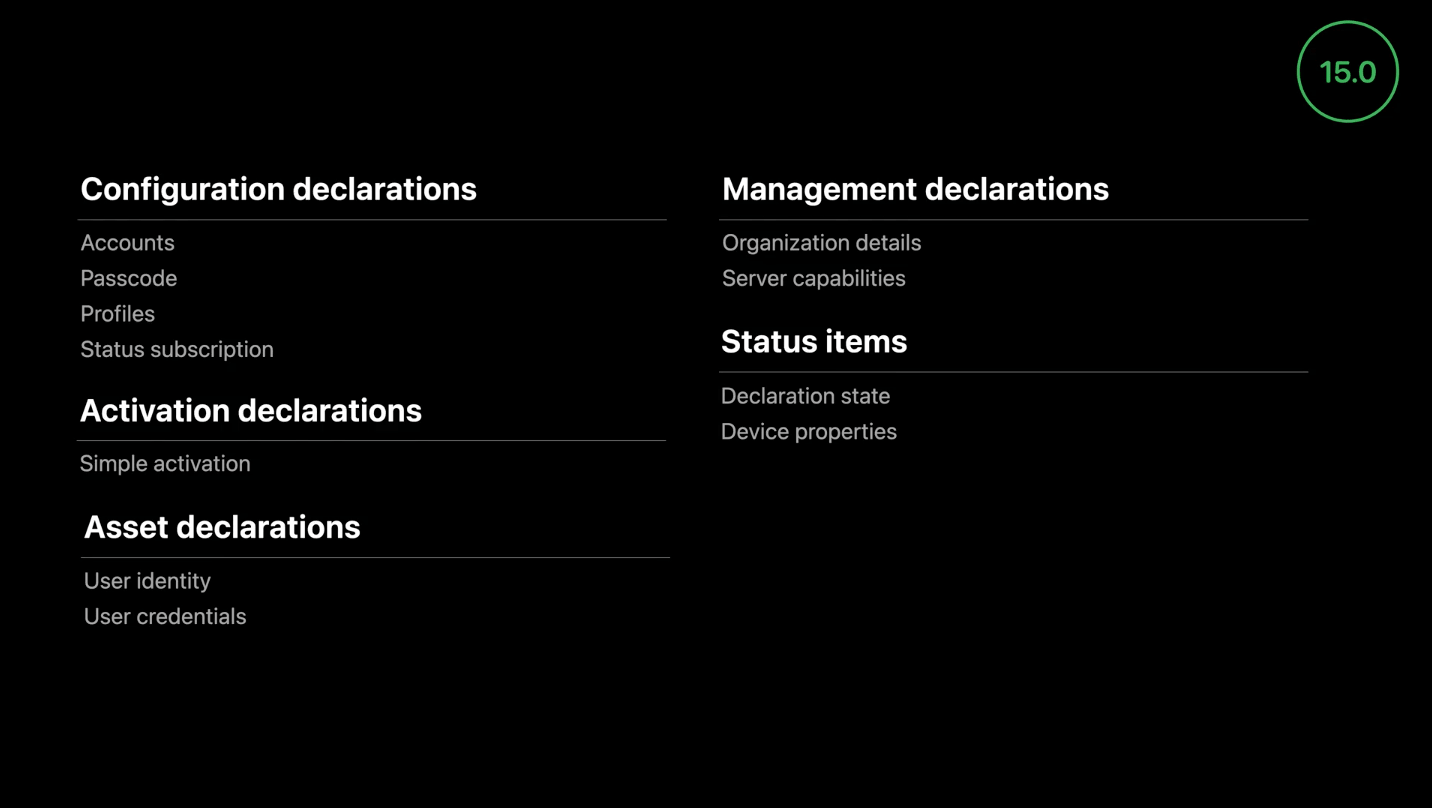 15.0
Configuration declarations
Accounts
Passcode
Profiles
Status subscription
Activation declarations
Simple activation
Asset declarations
User identity
User credentials
Management declarations
Organization details
Server capabilities
Status items
Declaration state
Device properties